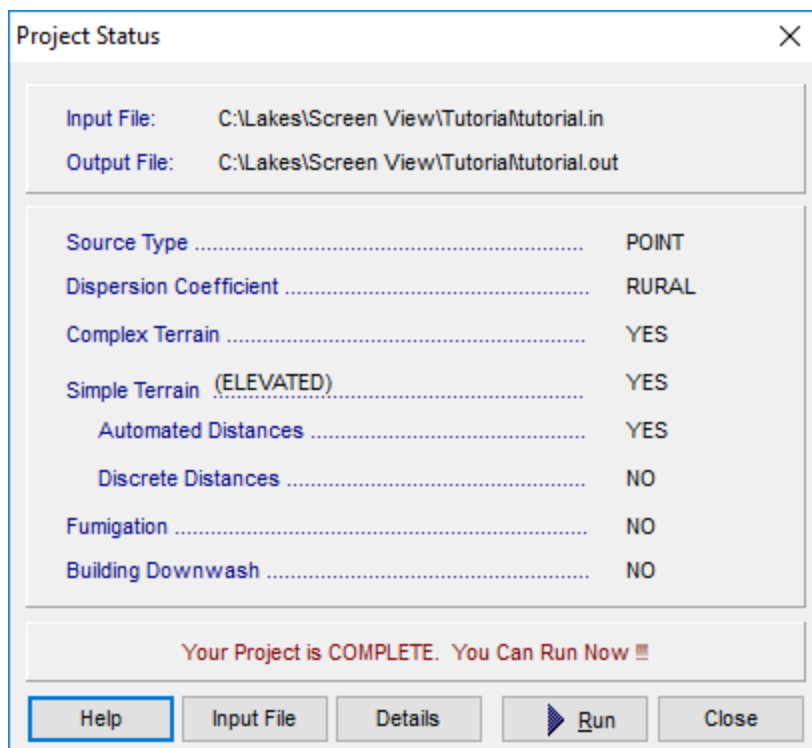 Project Status
Input File: C:\Lakes\Screen View\Tutorial\tutorial.in
Output File: C:\Lakes\Screen View\Tutorial\tutorial.out
Source Type ........................................................................ POINT
Dispersion Coefficient ........................................................ RURAL
Complex Terrain .................................................................. YES
Simple Terrain (ELEVATED) .................................................................... YES
Automated Distances .................................................... YES
Discrete Distances ........................................................ NO
Fumigation ............................................................................ NO
Building Downwash ............................................................ NO
Your Project is COMPLETE. You Can Run Now !!!
Help Input File Details Run Close